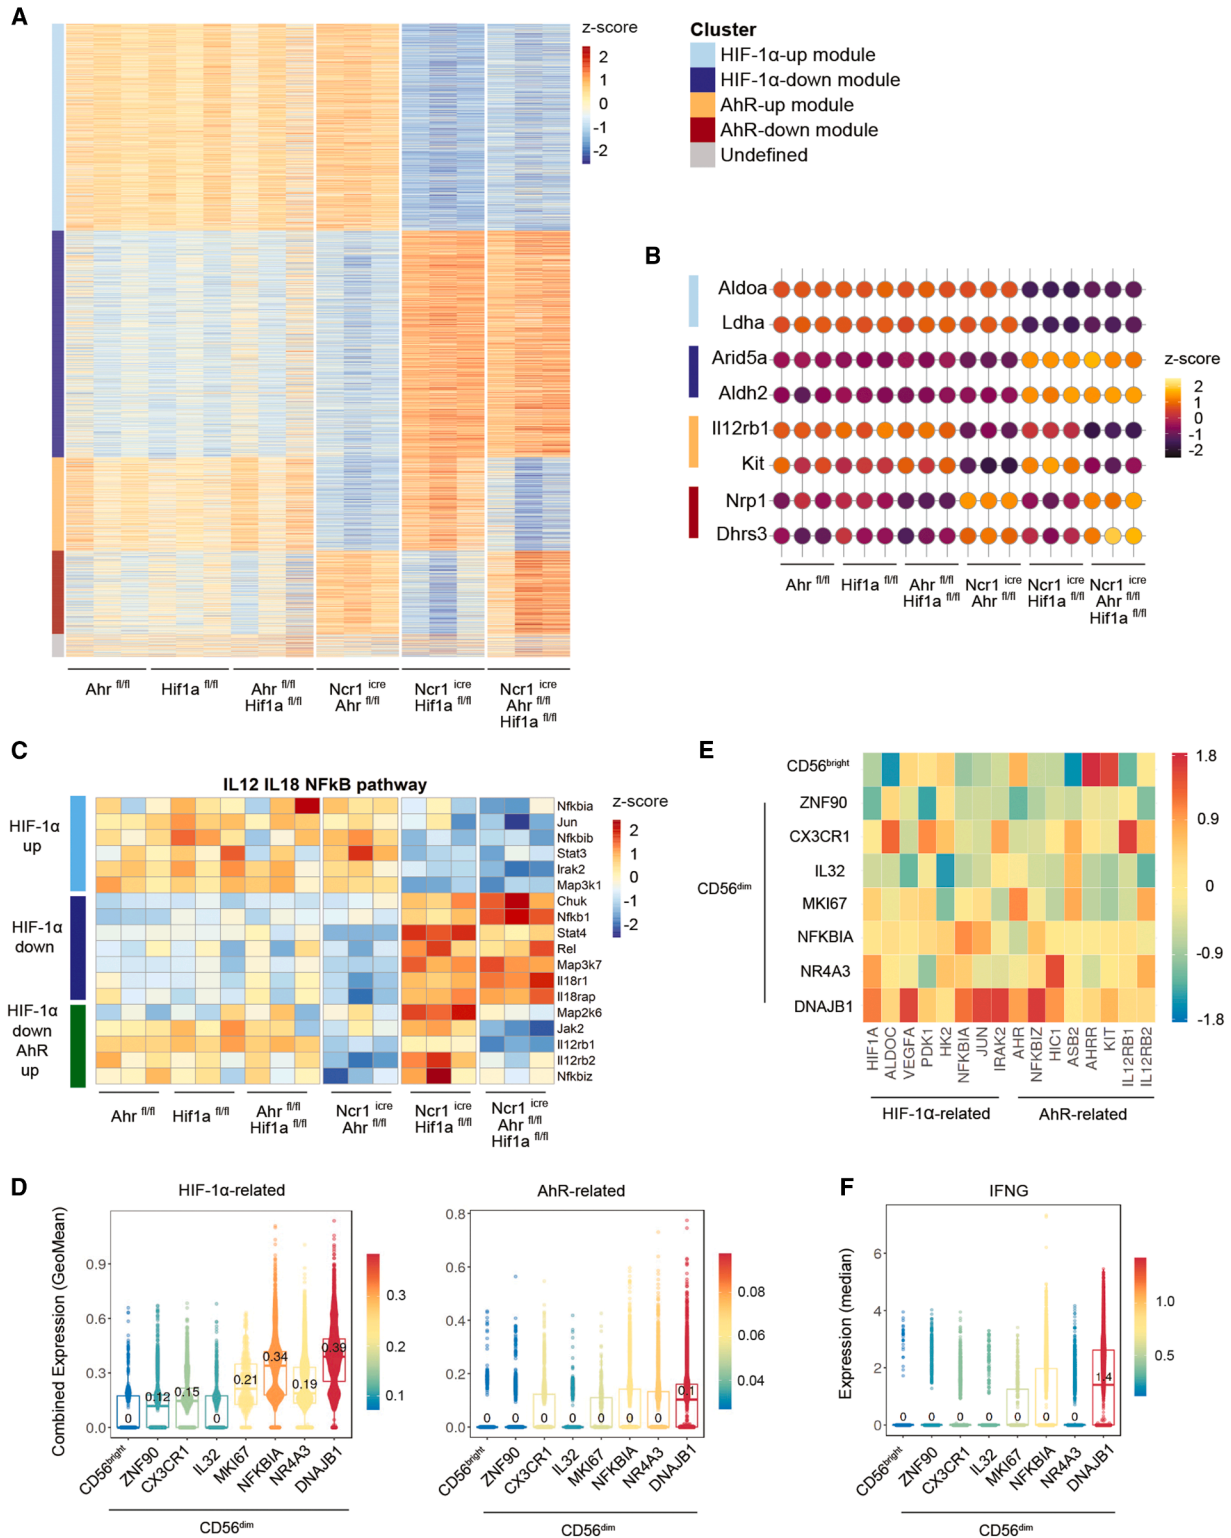 A
z-score
2
1
0
-1
-2
Ahr fl/fl
Hif1a fl/fl
Ahr fl/fl
Hif1a fl/fl
Ncr1 icre
Ahr fl/fl
Ncr1 icre
Hif1a fl/fl
Ncr1 icre
Ahr fl/fl
Hif1a fl/fl
Cluster
HIF-1α-up module
HIF-1α-down module
AhR-up module
AhR-down module
Undefined
B
Aldoa
Ldha
Arid5a
Aldh2
Il12rb1
Kit
Nrp1
Dhrs3
z-score
2
1
0
-1
-2
Ahr fl/fl
Hif1a fl/fl
Ahr fl/fl
Hif1a fl/fl
Ncr1 icre
Ahr fl/fl
Ncr1 icre
Hif1a fl/fl
Ncr1 icre
Ahr fl/fl
Hif1a fl/fl
C
IL12 IL18 NFkB pathway
HIF-1α
up
HIF-1α
down
HIF-1α
down
AhR
up
Nfkbia
Jun
Nfkbib
Stat3
Irak2
Map3k1
Chuk
Nfkb1
Stat4
Rel
Map3k7
Il18r1
Il18rap
Map2k6
Jak2
Il12rb1
Il12rb2
Nfkbiz
z-score
2
1
0
-1
-2
Ahr fl/fl
Hif1a fl/fl
Ahr fl/fl
Hif1a fl/fl
Ncr1 icre
Ahr fl/fl
Ncr1 icre
Hif1a fl/fl
Ncr1 icre
Ahr fl/fl
Hif1a fl/fl
E
CD56bright
ZNF90
CX3CR1
IL32
MKI67
NFKBIA
NR4A3
DNAJB1
CD56dim
1.8
0.9
0
-0.9
-1.8
HIF1A
ALDOC
VEGFA
PDK1
HK2
NFKBIA
JUN
IRAK2
AHR
NFKBIZ
HIC1
ASB2
AHRR
KIT
IL12RB1
IL12RB2
HIF-1α-related
AhR-related
D
HIF-1α-related
Combined Expression (GeoMean)
0.9
0.6
0.3
0.0
0
0.12
0.15
0
0.21
0.34
0.19
0.39
0.3
0.2
0.1
CD56bright
ZNF90
CX3CR1
IL32
MKI67
NFKBIA
NR4A3
DNAJB1
CD56dim
AhR-related
0.8
0.6
0.4
0.2
0.0
0
0
0
0
0
0
0
0.1
0.08
0.06
0.04
CD56bright
ZNF90
CX3CR1
IL32
MKI67
NFKBIA
NR4A3
DNAJB1
CD56dim
F
IFNG
Expression (median)
6
4
2
0
0
0
0
0
0
0
0
1.4
1.0
0.5
CD56bright
ZNF90
CX3CR1
IL32
MKI67
NFKBIA
NR4A3
DNAJB1
CD56dim